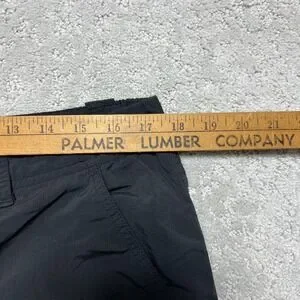 13 14 15 16 17 18 19 20 21
PALMER LUMBER COMPANY